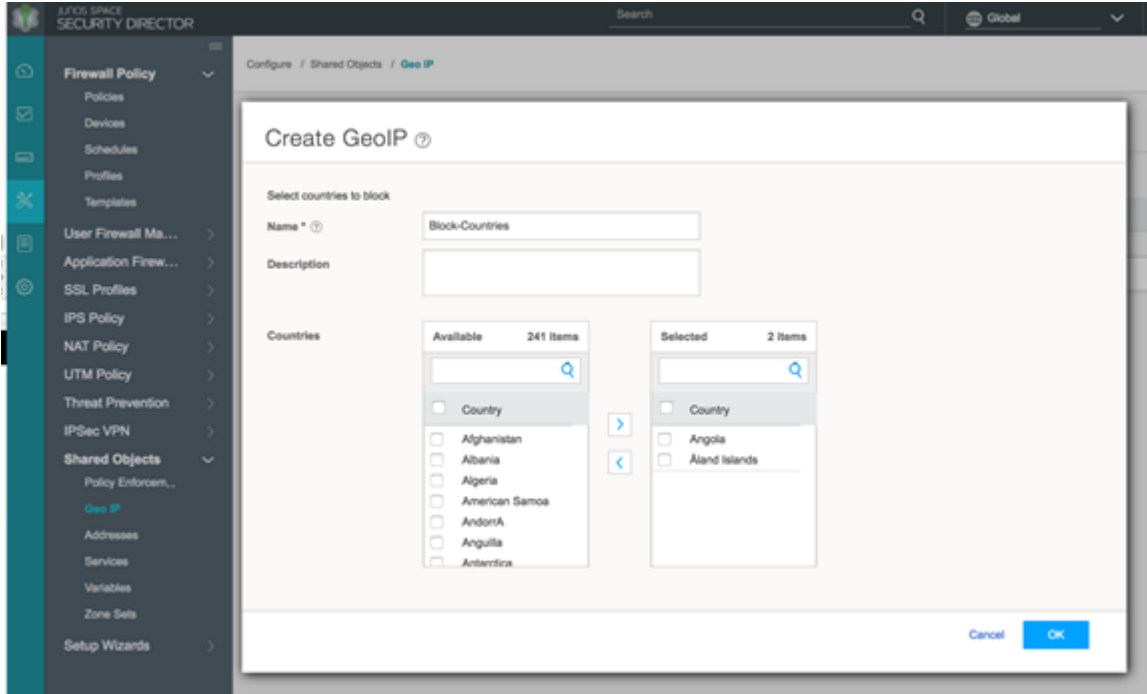 JUNOS SPACE
SECURITY DIRECTOR
Search
Global
Configure / Shared Objects / Geo IP
Firewall Policy
Policies
Devices
Schedules
Profiles
Templates
User Firewall Ma...
Application Firew...
SSL Profiles
IPS Policy
NAT Policy
UTM Policy
Threat Prevention
IPSec VPN
Shared Objects
Policy Enforcem...
Geo IP
Addresses
Services
Variables
Zone Sets
Setup Wizards
Create GeoIP ?
Select countries to block
Name * ?
Block-Countries
Description
Countries
Available 241 items
Country
Afghanistan
Albania
Algeria
American Samoa
AndorrA
Anguilla
Antarctica
Selected 2 items
Country
Angola
Åland Islands
Cancel
OK